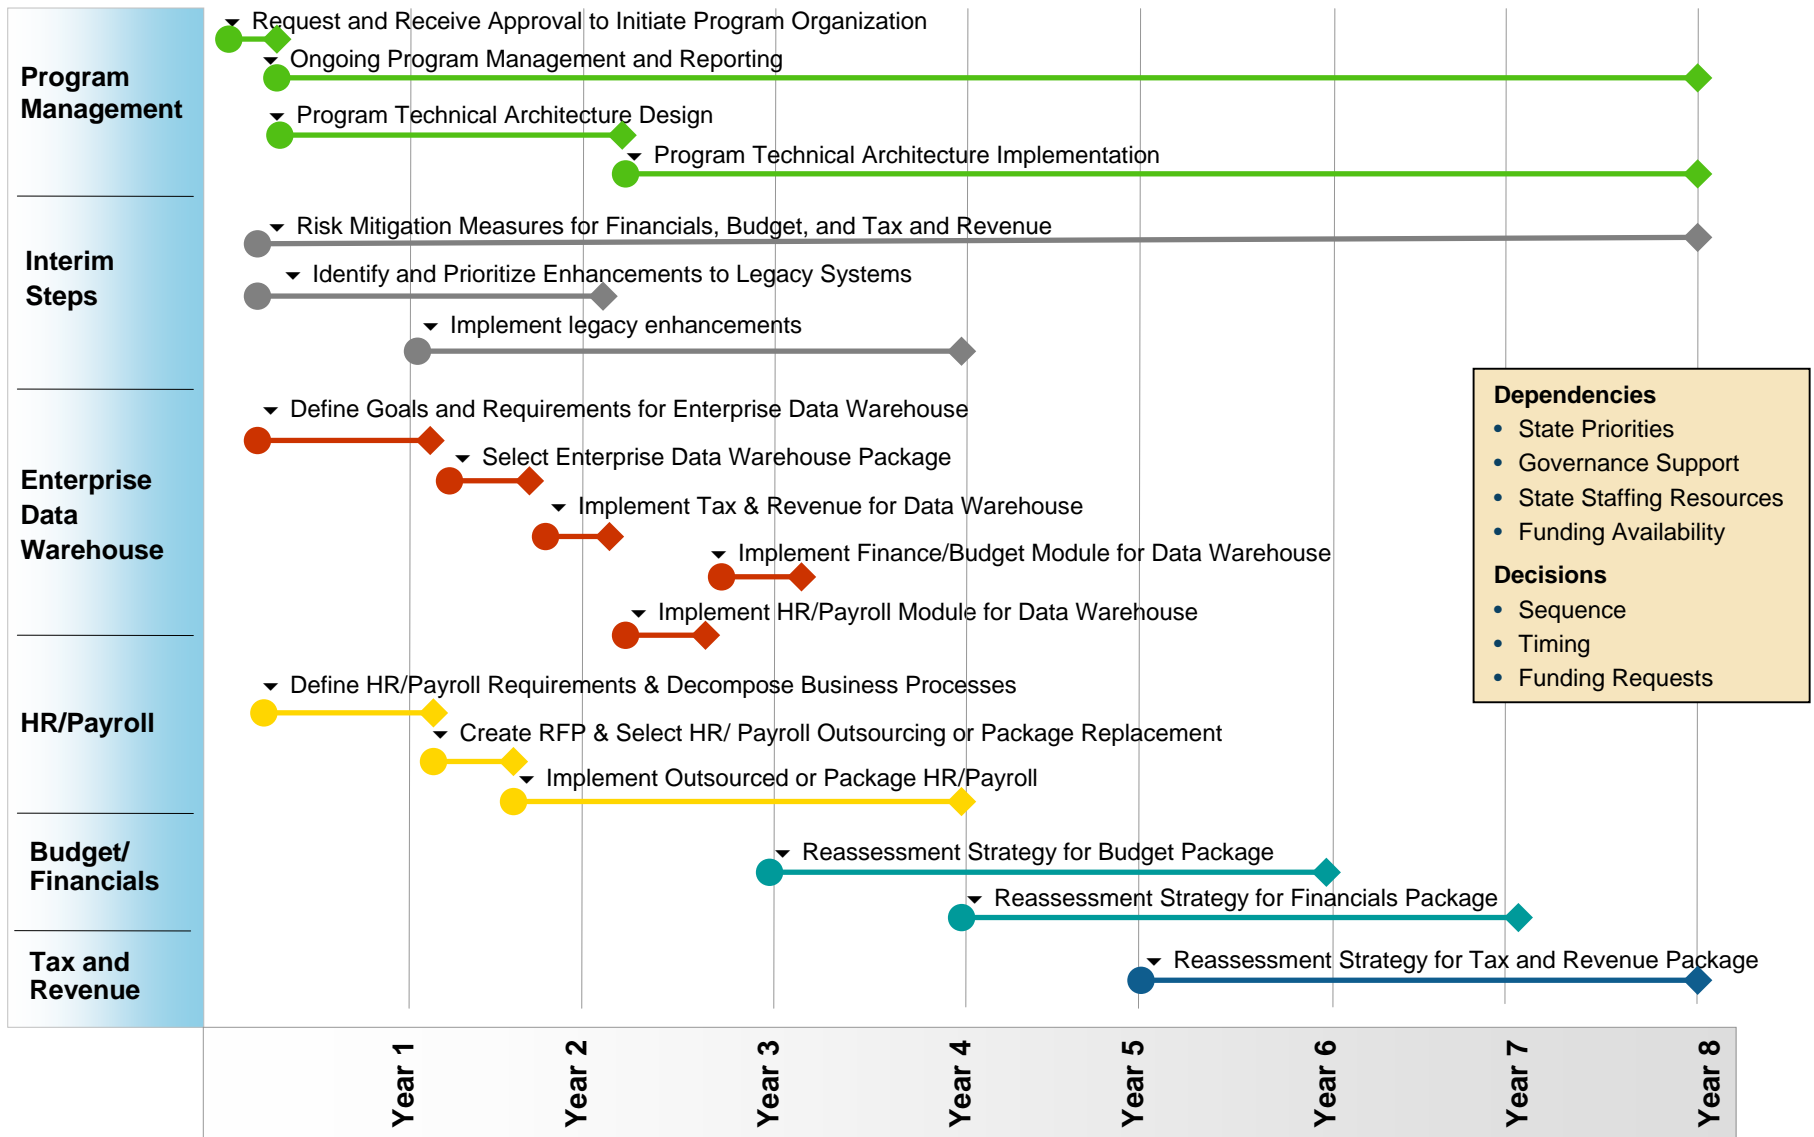 Program
Management
Request and Receive Approval to Initiate Program Organization
Ongoing Program Management and Reporting
Program Technical Architecture Design
Program Technical Architecture Implementation
Interim
Steps
Risk Mitigation Measures for Financials, Budget, and Tax and Revenue
Identify and Prioritize Enhancements to Legacy Systems
Implement legacy enhancements
Enterprise
Data
Warehouse
Define Goals and Requirements for Enterprise Data Warehouse
Select Enterprise Data Warehouse Package
Implement Tax & Revenue for Data Warehouse
Implement Finance/Budget Module for Data Warehouse
Implement HR/Payroll Module for Data Warehouse
HR/Payroll
Define HR/Payroll Requirements & Decompose Business Processes
Create RFP & Select HR/ Payroll Outsourcing or Package Replacement
Implement Outsourced or Package HR/Payroll
Budget/
Financials
Reassessment Strategy for Budget Package
Reassessment Strategy for Financials Package
Tax and
Revenue
Reassessment Strategy for Tax and Revenue Package
Dependencies
• State Priorities
• Governance Support
• State Staffing Resources
• Funding Availability
Decisions
• Sequence
• Timing
• Funding Requests
Year 1
Year 2
Year 3
Year 4
Year 5
Year 6
Year 7
Year 8